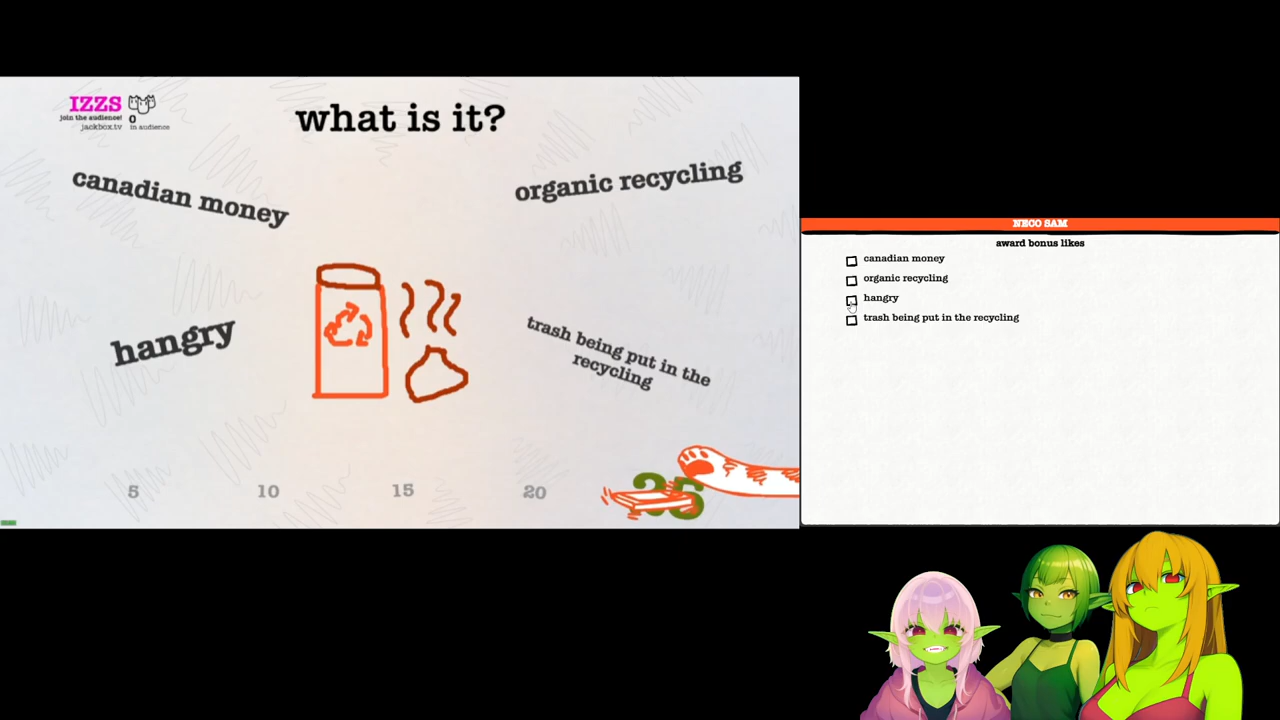 IZZS
join the audience!
jackbox.tv
0
in audience
what is it?
canadian money
organic recycling
hangry
trash being put in the
recycling
5
10
15
20
25
NECO SAM
award bonus likes
canadian money
organic recycling
hangry
trash being put in the recycling